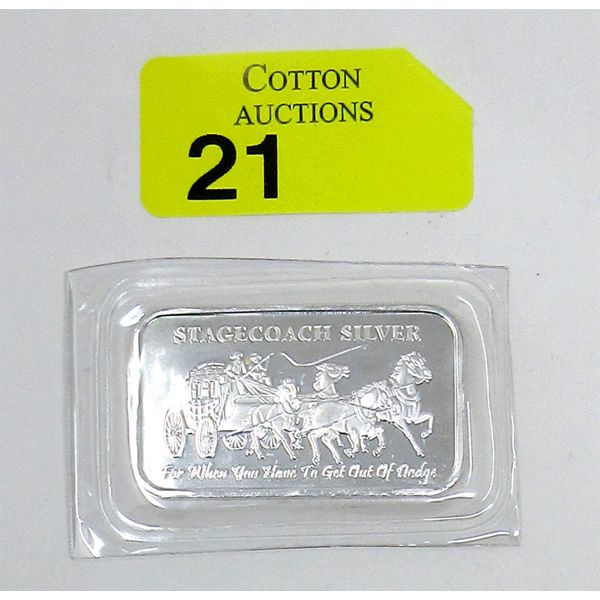 COTTON
AUCTIONS
21
STAGECOACH SILVER
For When You Have To Get Out Of Dodge